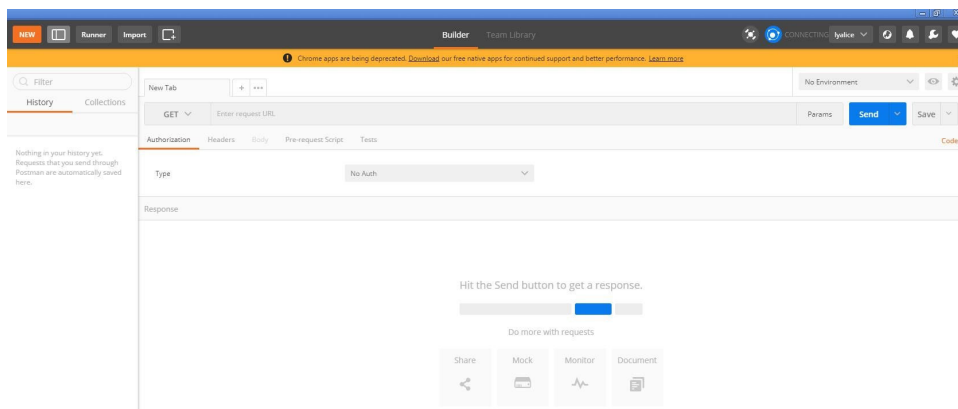 NEW Runner Import Builder Team Library CONNECTING lyalice
Chrome apps are being deprecated. Download our free native apps for continued support and better performance. Learn more
Filter
History Collections
Nothing in your history yet.
Requests that you send through
Postman are automatically saved
here.
New Tab + ••• No Environment
GET Enter request URL Params Send Save
Authorization Headers Body Pre-request Script Tests Code
Type No Auth
Response
Hit the Send button to get a response.
Do more with requests
Share Mock Monitor Document